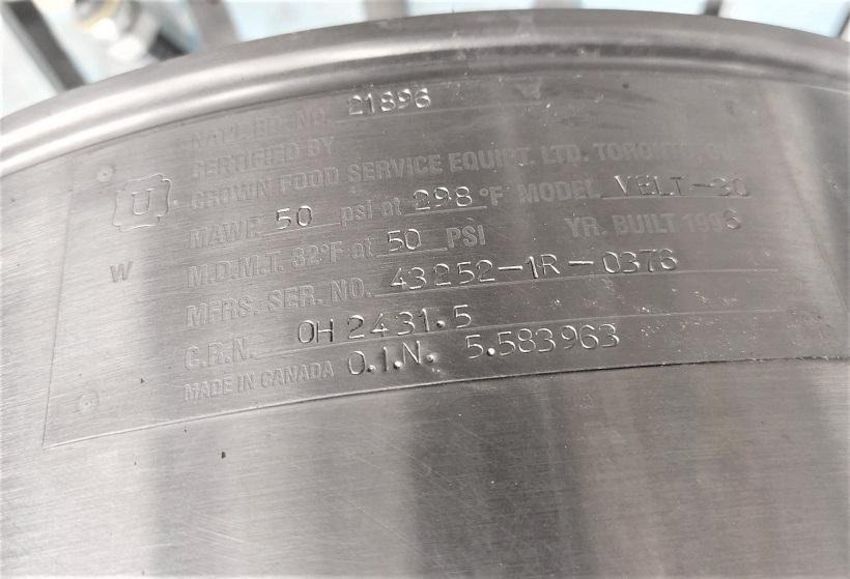 NAT'L. BD. NO. 21896
CERTIFIED BY
CROWN FOOD SERVICE EQUIPT. LTD. TORONTO,
U
MAWP 50 psi at 298 °F MODEL VELT-30
W
M.D.M.T. 32°F at 50 PSI YR. BUILT 1996
MFRS. SER. NO. 43252-1R-0376
C.R.N. OH 2431.5
MADE IN CANADA O.I.N. 5.583963